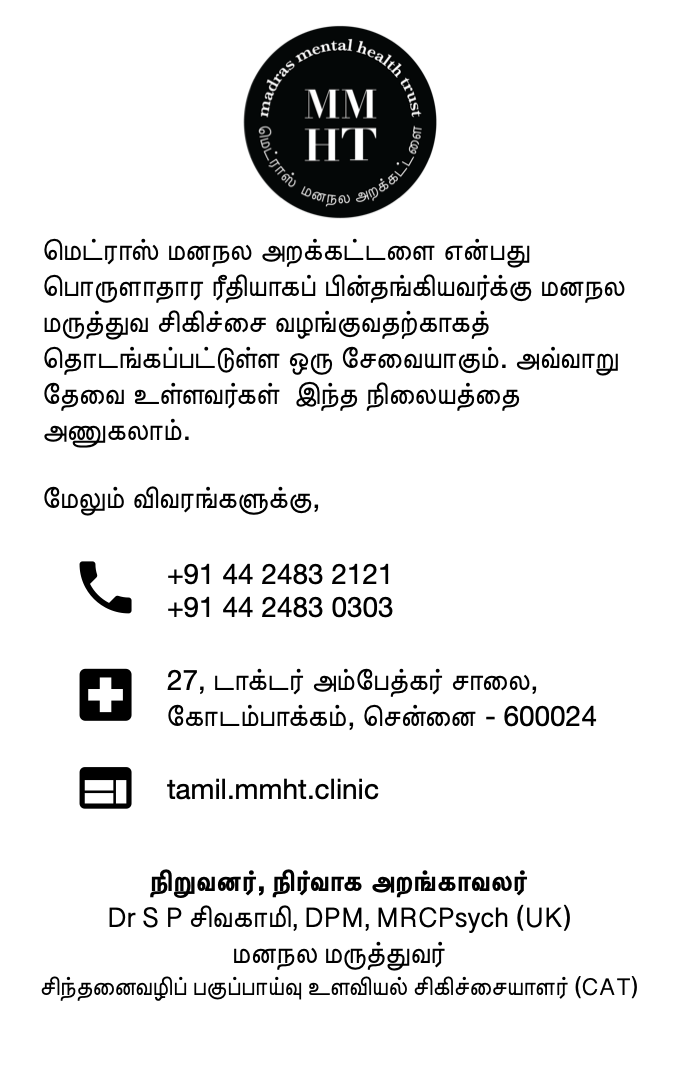 madras mental health trust
MM
HT
மெட்ராஸ் மனநல அறக்கட்டளை
மெட்ராஸ் மனநல அறக்கட்டளை என்பது
பொருளாதார ரீதியாகப் பின்தங்கியவர்க்கு மனநல
மருத்துவ சிகிச்சை வழங்குவதற்காகத்
தொடங்கப்பட்டுள்ள ஒரு சேவையாகும். அவ்வாறு
தேவை உள்ளவர்கள் இந்த நிலையத்தை
அணுகலாம்.
மேலும் விவரங்களுக்கு,
+91 44 2483 2121
+91 44 2483 0303
27, டாக்டர் அம்பேத்கர் சாலை,
கோடம்பாக்கம், சென்னை - 600024
tamil.mmht.clinic
நிறுவனர், நிர்வாக அறங்காவலர்
Dr S P சிவகாமி, DPM, MRCPsych (UK)
மனநல மருத்துவர்
சிந்தனைவழிப் பகுப்பாய்வு உளவியல் சிகிச்சையாளர் (CAT)